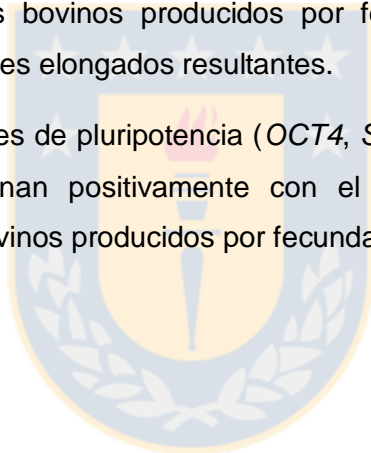 s bovinos producidos por fe
es elongados resultantes.
es de pluripotencia (OCT4, S
nan positivamente con el
vinos producidos por fecunda